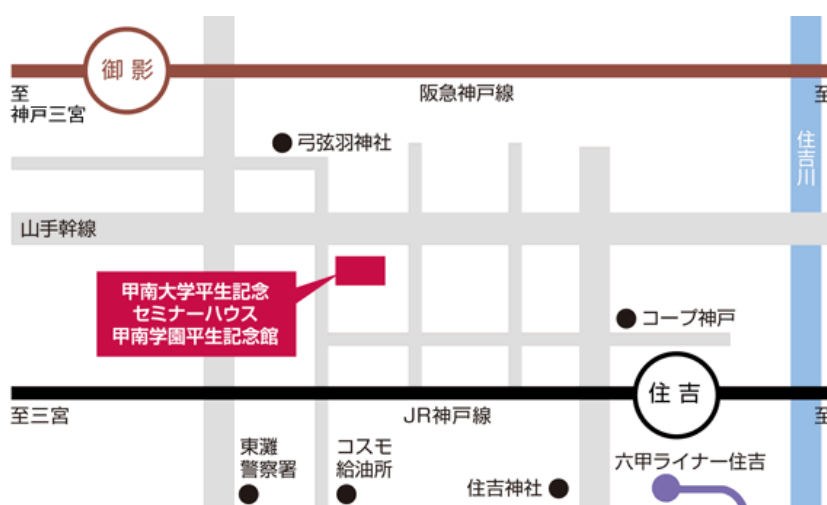 御影
阪急神戸線
至
神戸三宮
至
弓弦羽神社
住吉川
山手幹線
甲南大学平生記念
セミナーハウス
甲南学園平生記念館
コープ神戸
住吉
至三宮
JR神戸線
至
東灘
警察署
コスモ
給油所
住吉神社
六甲ライナー住吉